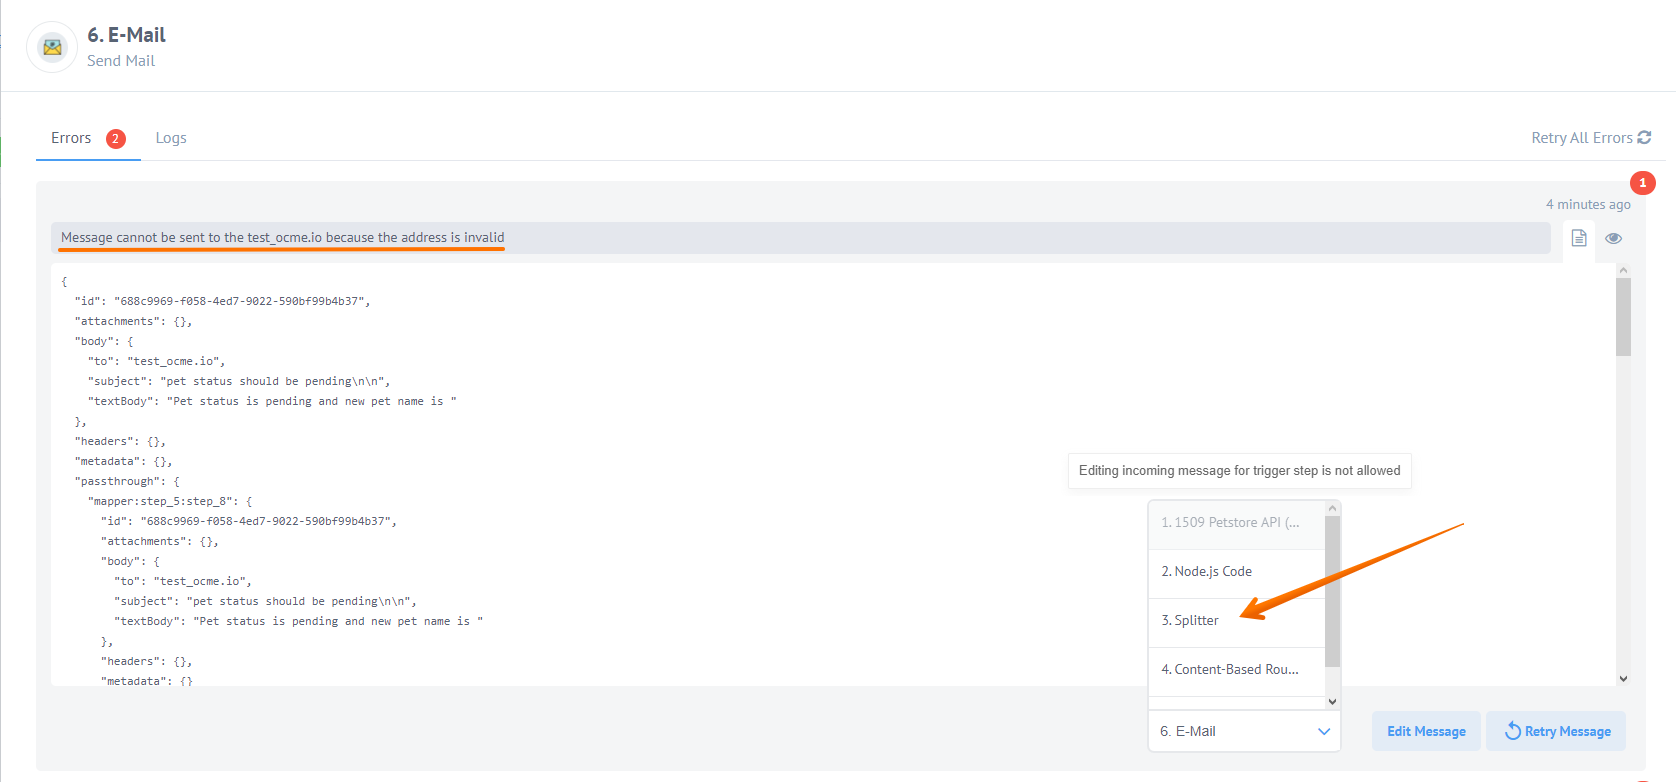 6. E-Mail
Send Mail
Errors 2 Logs Retry All Errors
1
4 minutes ago
Message cannot be sent to the test_ocme.io because the address is invalid
{
"id": "688c9969-f058-4ed7-9022-590bf99b4b37",
"attachments": {},
"body": {
"to": "test_ocme.io",
"subject": "pet status should be pending\n\n",
"textBody": "Pet status is pending and new pet name is "
},
"headers": {},
"metadata": {},
"passthrough": {
"mapper:step_5:step_8": {
"id": "688c9969-f058-4ed7-9022-590bf99b4b37",
"attachments": {},
"body": {
"to": "test_ocme.io",
"subject": "pet status should be pending\n\n",
"textBody": "Pet status is pending and new pet name is "
},
"headers": {},
"metadata": {}
Editing incoming message for trigger step is not allowed
1. 1509 Petstore API (...
2. Node.js Code
3. Splitter
4. Content-Based Rou...
6. E-Mail
Edit Message
Retry Message